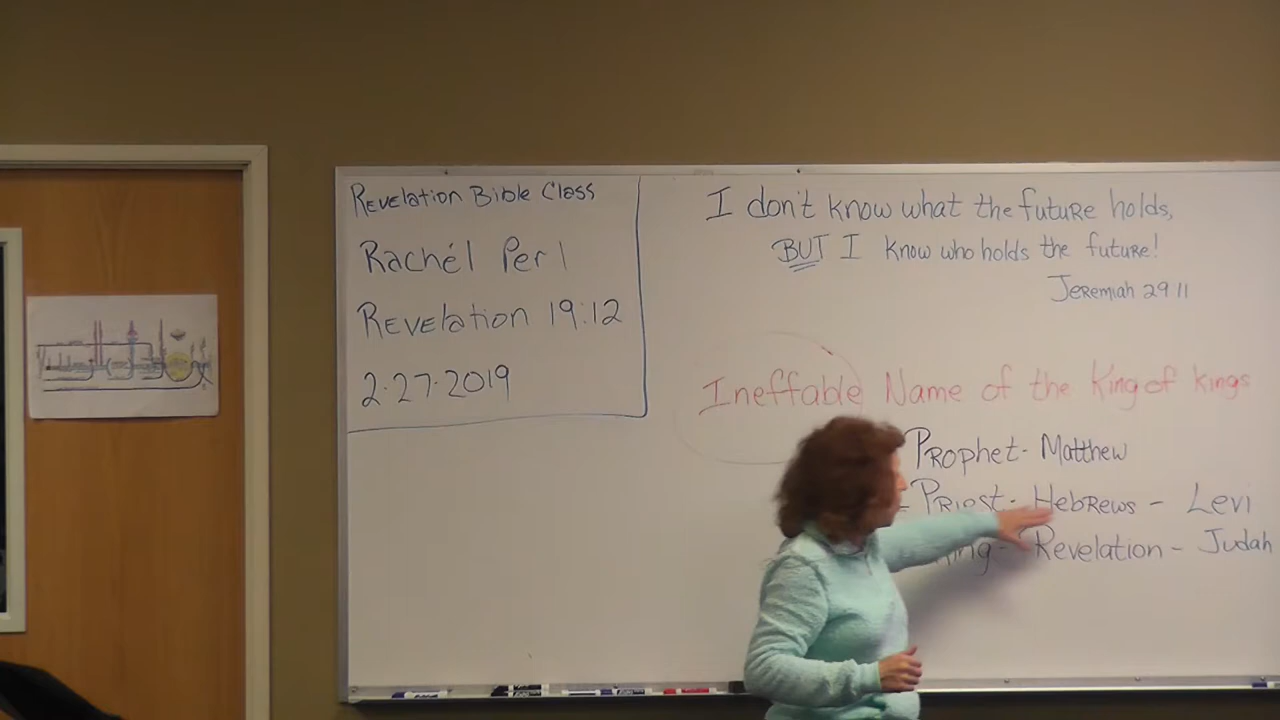 Revelation Bible Class
Rachél Perl
Revelation 19:12
2·27·2019
I don't know what the future holds,
BUT I know who holds the future!
Jeremiah 29 11
Ineffable Name of the King of kings
Prophet - Matthew
- Priest - Hebrews - Levi
Revelation - Judah